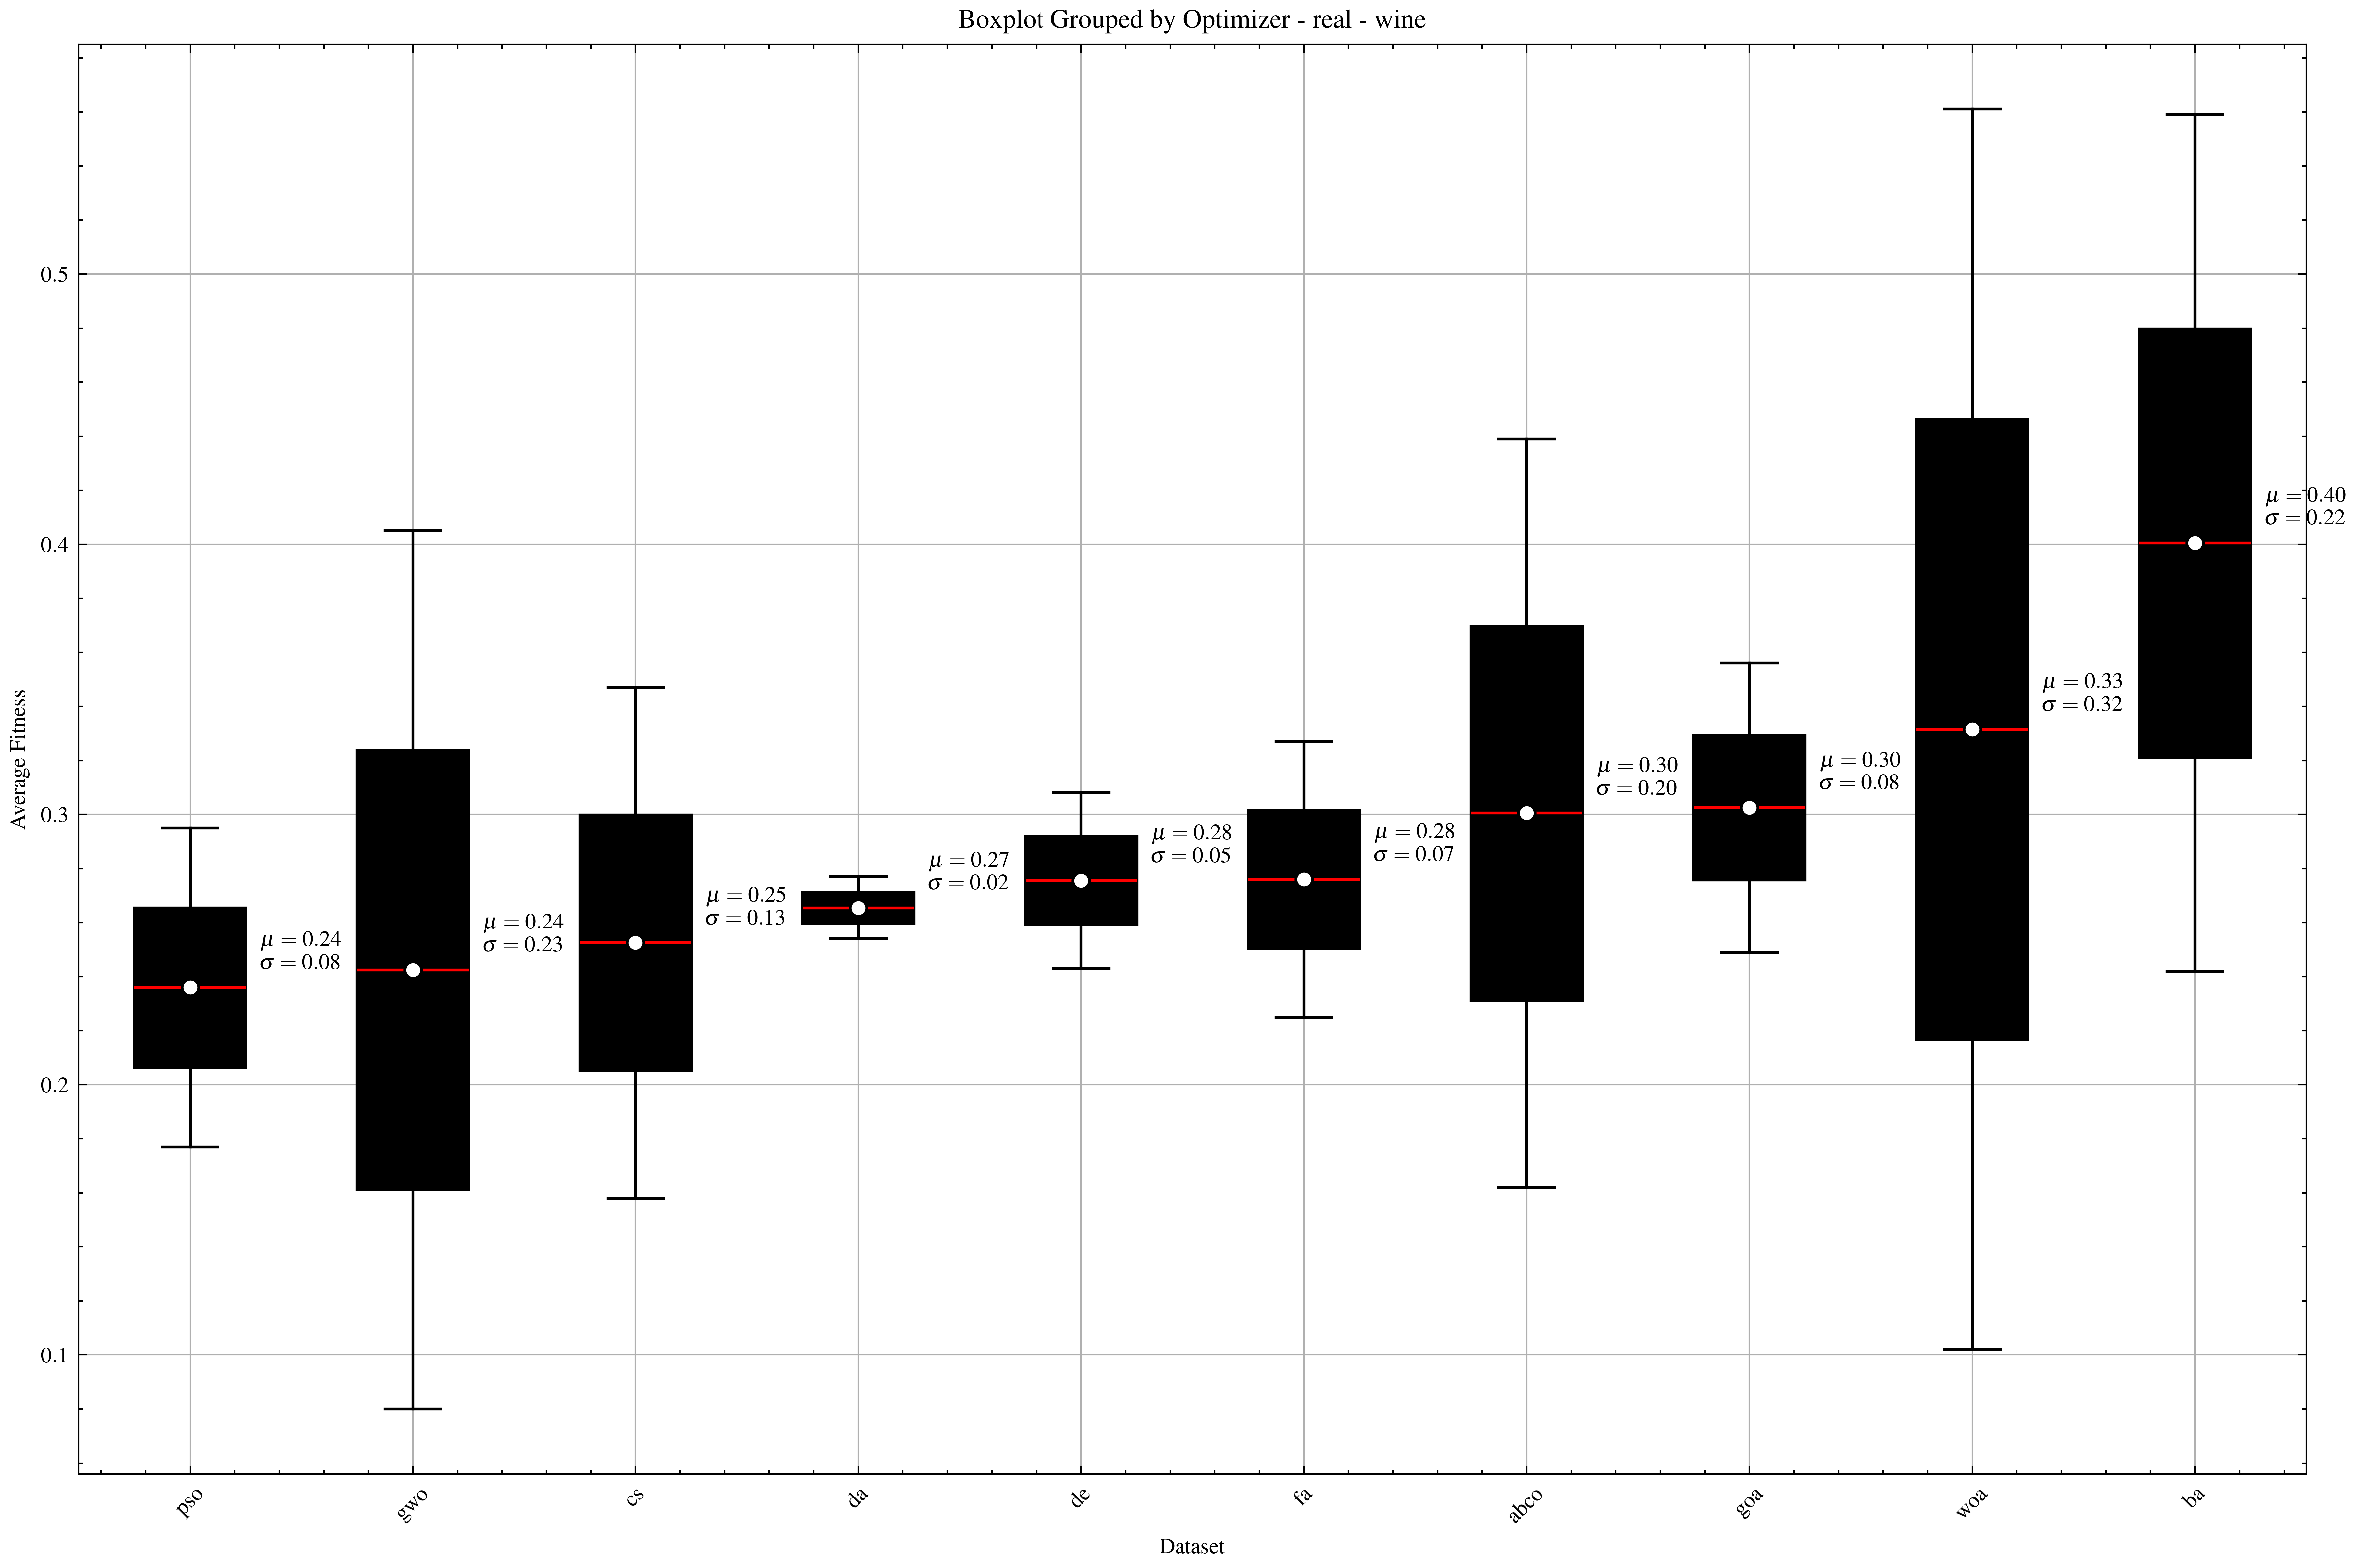 Boxplot Grouped by Optimizer - real - wine
Average Fitness
0.5
0.4
0.3
0.2
0.1
μ = 0.24
σ = 0.08
μ = 0.24
σ = 0.23
μ = 0.25
σ = 0.13
μ = 0.27
σ = 0.02
μ = 0.28
σ = 0.05
μ = 0.28
σ = 0.07
μ = 0.30
σ = 0.20
μ = 0.30
σ = 0.08
μ = 0.33
σ = 0.32
μ = 0.40
σ = 0.22
pso
gwo
cs
da
de
fa
abco
goa
woa
ba
Dataset